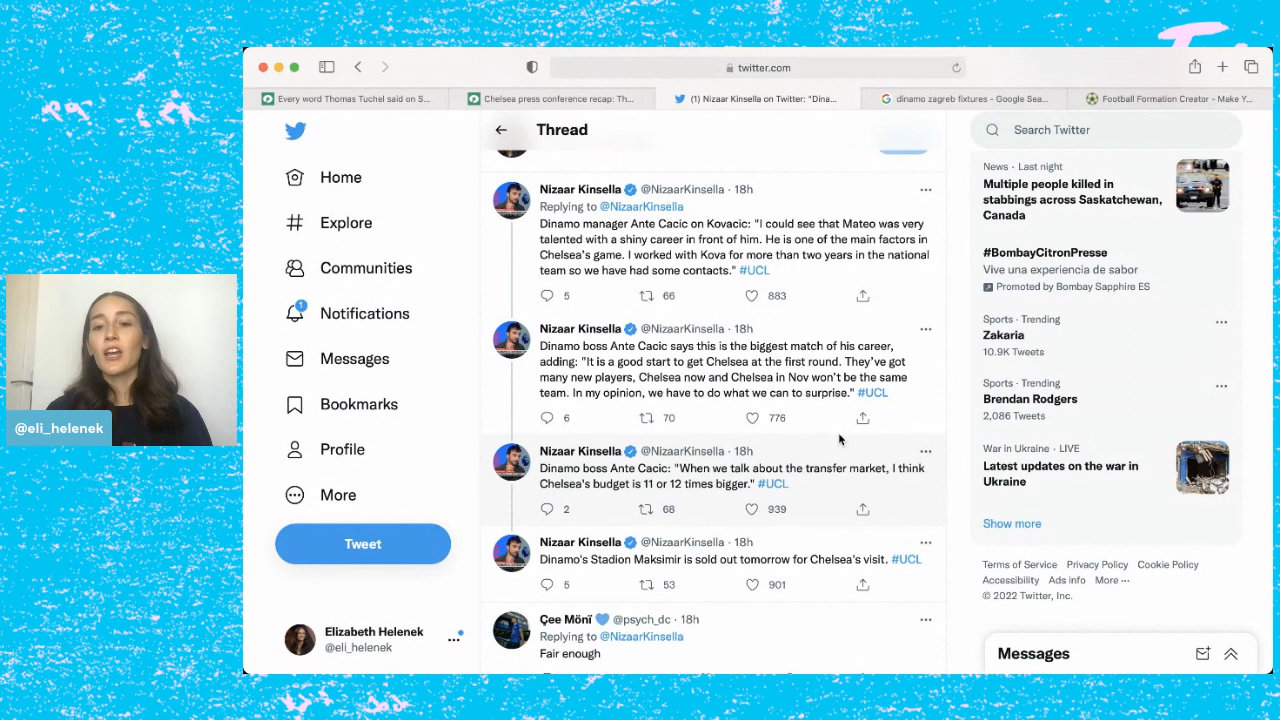 twitter.com
Every word Thomas Tuchel said on S...
Chelsea press conference recap: Th...
(1) Nizaar Kinsella on Twitter: "Dina...
dinamo zagreb fixtures - Google Sea...
Football Formation Creator - Make Y...
Home
Explore
Communities
1
Notifications
Messages
Bookmarks
Profile
More
Tweet
Elizabeth Helenek
@eli_helenek
@eli_helenek
Thread
Nizaar Kinsella @NizaarKinsella · 18h
Replying to @NizaarKinsella
Dinamo manager Ante Cacic on Kovacic: "I could see that Mateo was very
talented with a shiny career in front of him. He is one of the main factors in
Chelsea's game. I worked with Kova for more than two years in the national
team so we have had some contacts." #UCL
5 66 883
Nizaar Kinsella @NizaarKinsella · 18h
Dinamo boss Ante Cacic says this is the biggest match of his career,
adding: "It is a good start to get Chelsea at the first round. They've got
many new players, Chelsea now and Chelsea in Nov won't be the same
team. In my opinion, we have to do what we can to surprise." #UCL
6 70 776
Nizaar Kinsella @NizaarKinsella · 18h
Dinamo boss Ante Cacic: "When we talk about the transfer market, I think
Chelsea's budget is 11 or 12 times bigger." #UCL
2 68 939
Nizaar Kinsella @NizaarKinsella · 18h
Dinamo's Stadion Maksimir is sold out tomorrow for Chelsea's visit. #UCL
5 53 901
Çee Mönï @psych_dc · 18h
Replying to @NizaarKinsella
Fair enough
Search Twitter
News · Last night
Multiple people killed in
stabbings across Saskatchewan,
Canada
#BombayCitronPresse
Vive una experiencia de sabor
Promoted by Bombay Sapphire ES
Sports · Trending
Zakaria
10.9K Tweets
Sports · Trending
Brendan Rodgers
2,086 Tweets
War in Ukraine · LIVE
Latest updates on the war in
Ukraine
Show more
Terms of Service Privacy Policy Cookie Policy
Accessibility Ads info More ···
© 2022 Twitter, Inc.
Messages